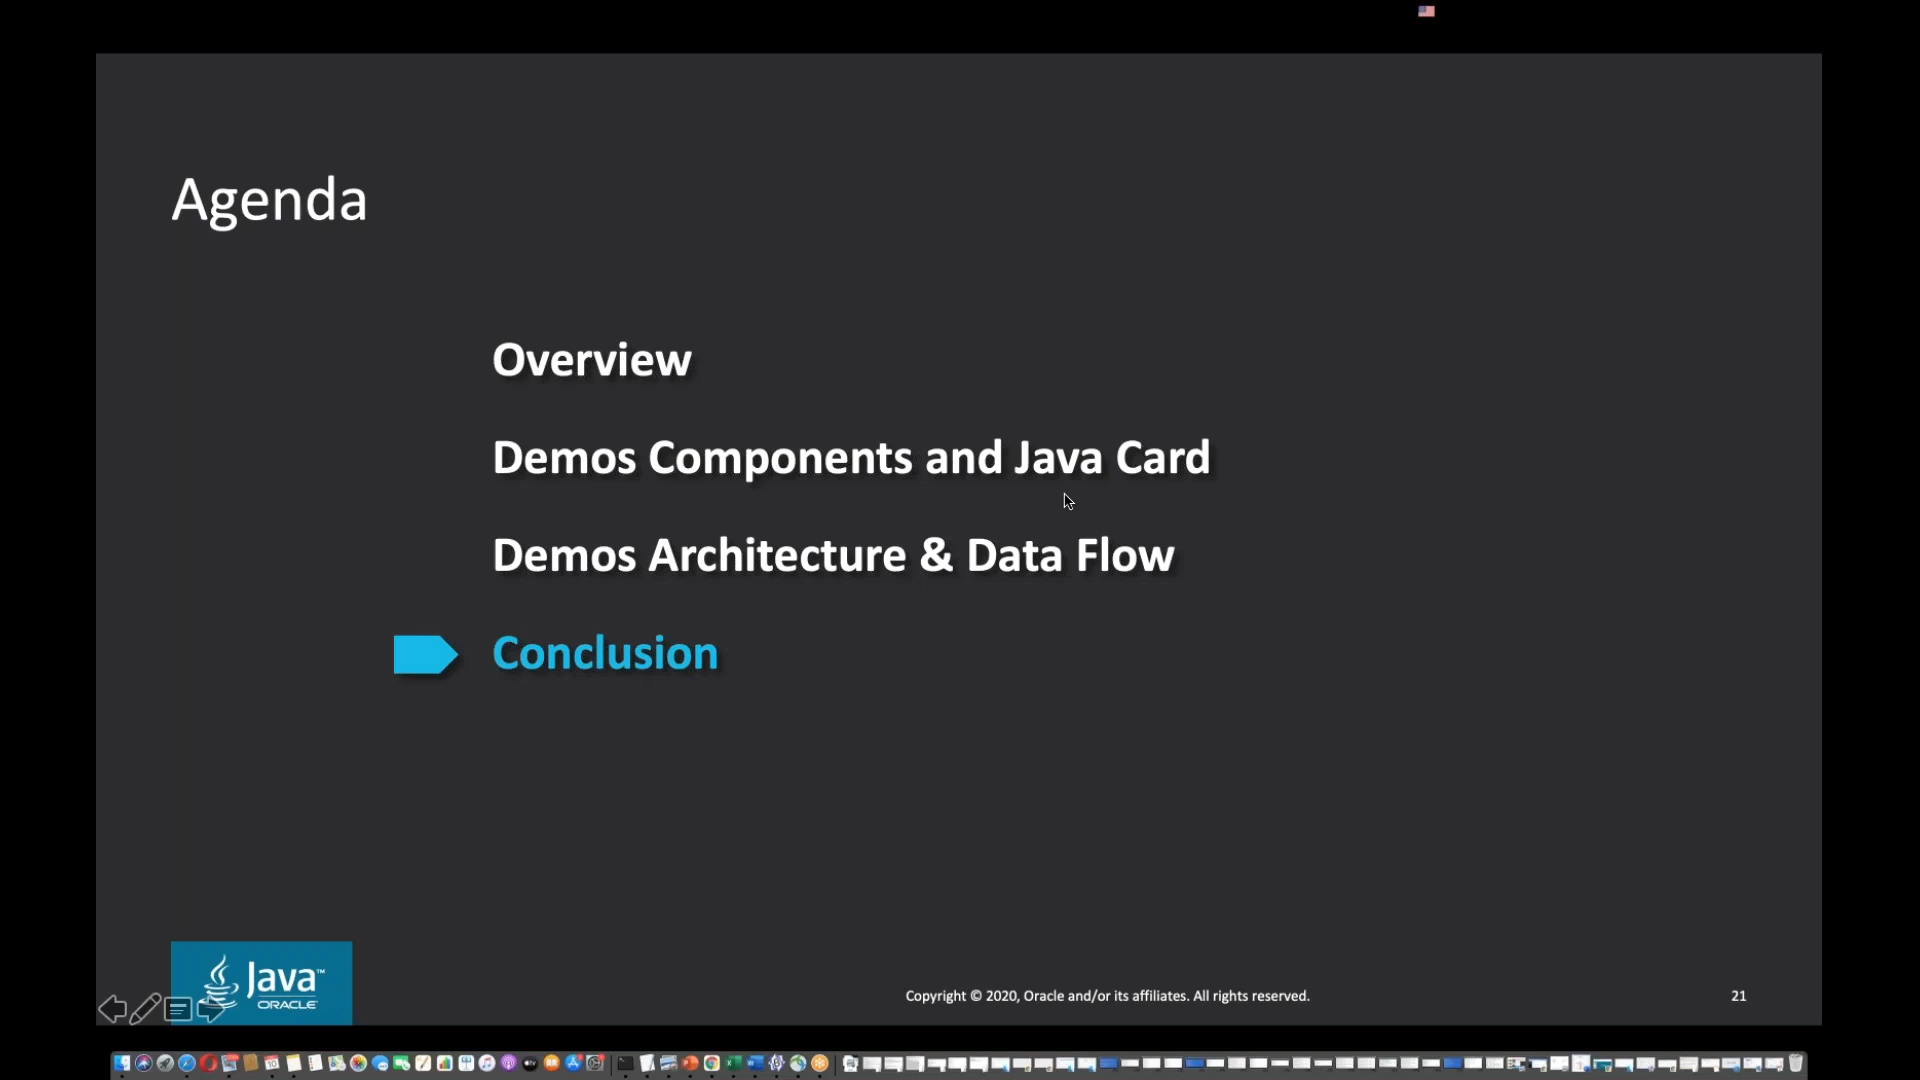 Agenda
Overview
Demos Components and Java Card
Demos Architecture & Data Flow
Conclusion
Java™
ORACLE
Copyright © 2020, Oracle and/or its affiliates. All rights reserved.
21